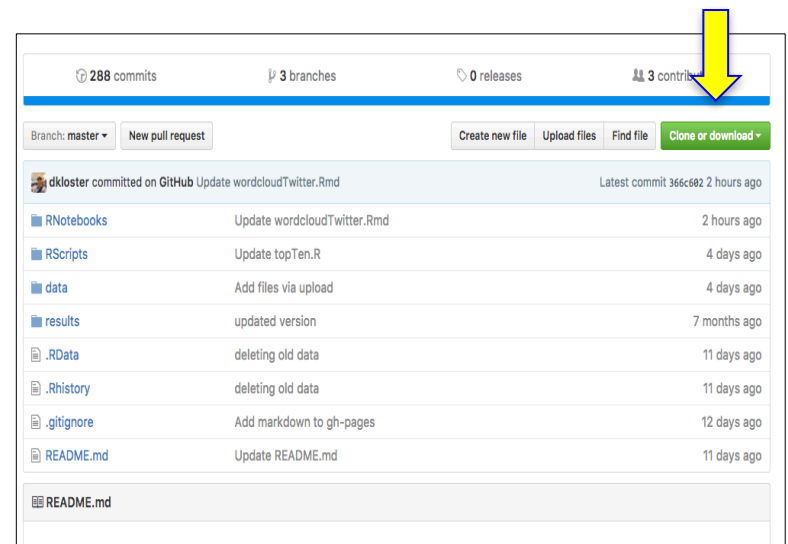 288 commits 3 branches 0 releases 3
Branch: master New pull request Create new file Upload files Find file Clone or download
dkloster committed on GitHub Update wordcloudTwitter.Rmd Latest commit 366c602 2 hours ago
RNotebooks Update wordcloudTwitter.Rmd 2 hours ago
RScripts Update topTen.R 4 days ago
data Add files via upload 4 days ago
results updated version 7 months ago
.RData deleting old data 11 days ago
.Rhistory deleting old data 11 days ago
.gitignore Add markdown to gh-pages 12 days ago
README.md Update README.md 11 days ago
README.md